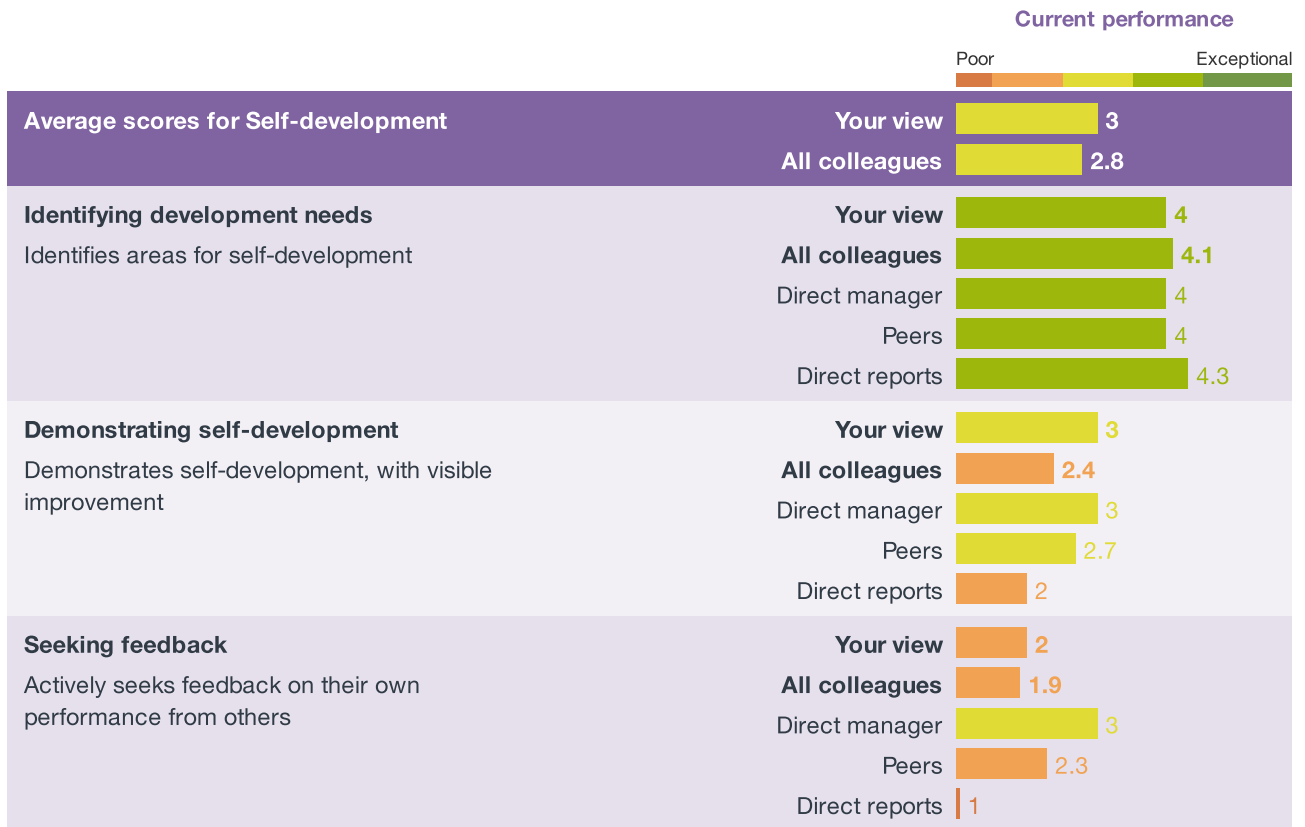 Current performance
Poor Exceptional
Average scores for Self-development Your view 3
All colleagues 2.8
Identifying development needs Your view 4
Identifies areas for self-development All colleagues 4.1
Direct manager 4
Peers 4
Direct reports 4.3
Demonstrating self-development Your view 3
Demonstrates self-development, with visible All colleagues 2.4
improvement Direct manager 3
Peers 2.7
Direct reports 2
Seeking feedback Your view 2
Actively seeks feedback on their own All colleagues 1.9
performance from others Direct manager 3
Peers 2.3
Direct reports 1